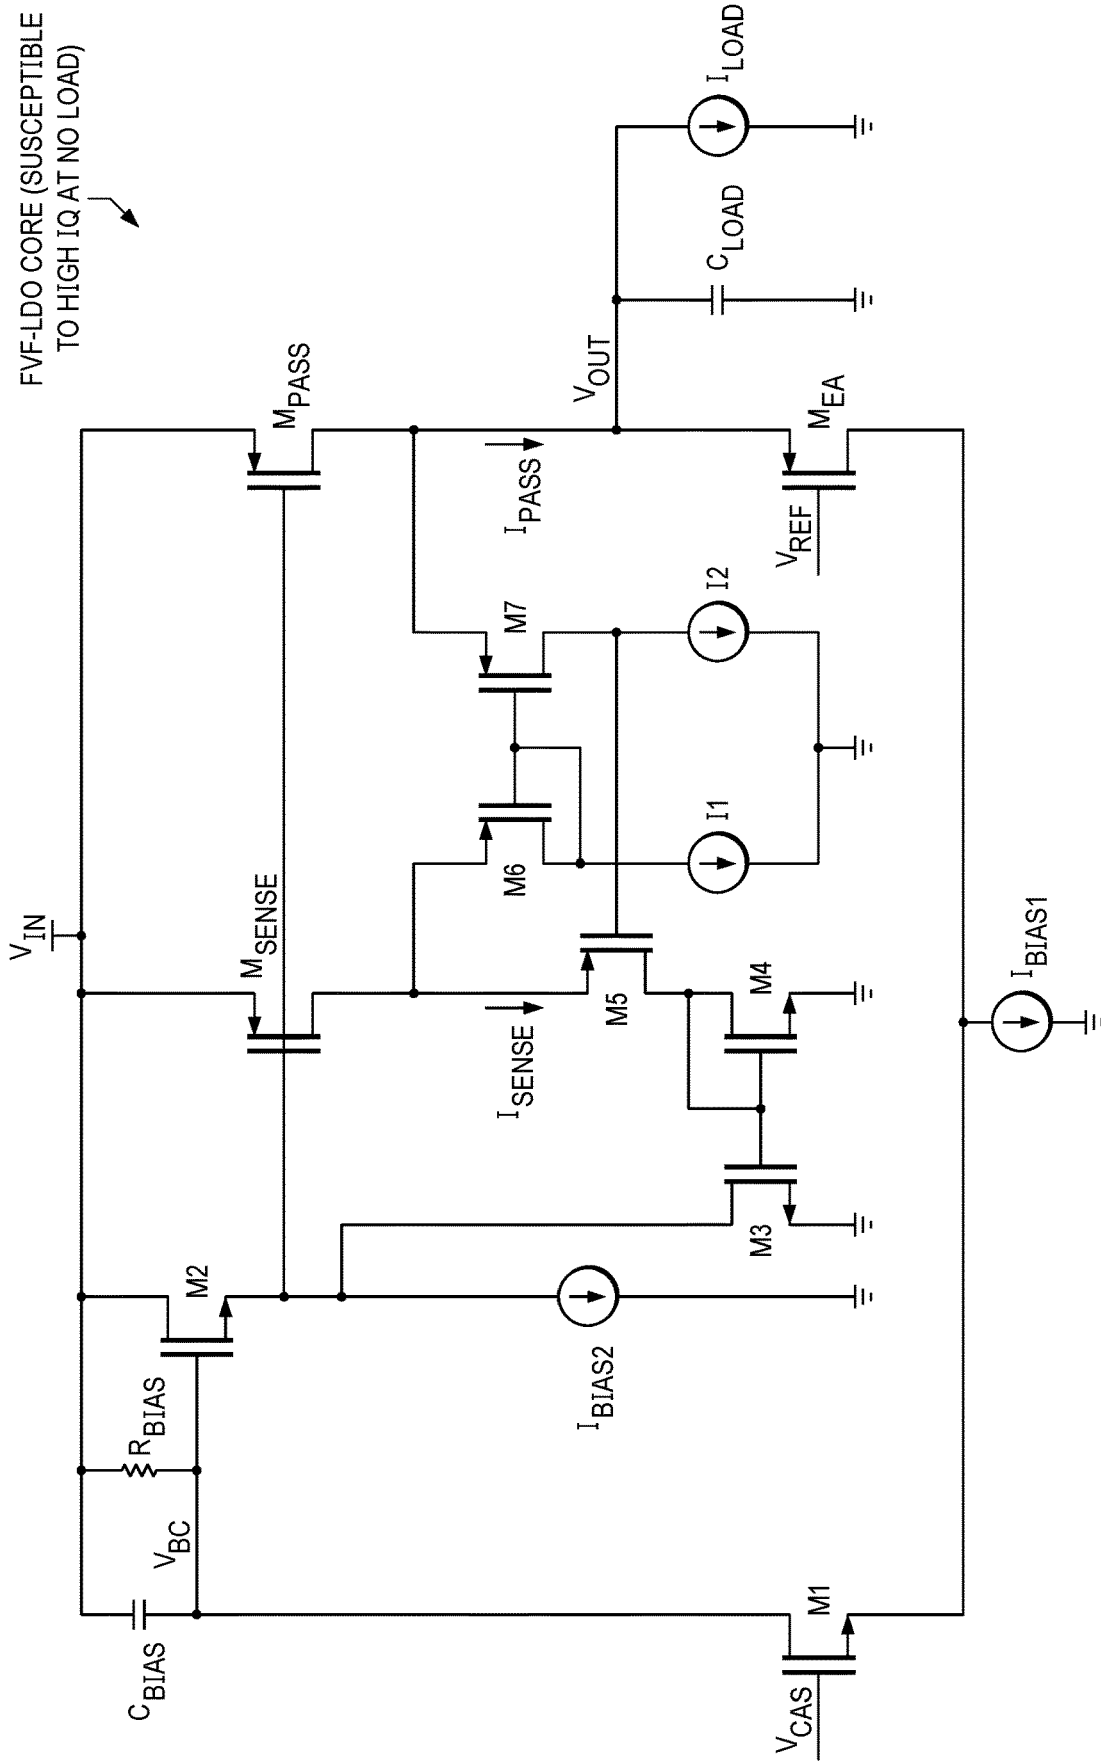 FVF-LDO CORE (SUSCEPTIBLE
TO HIGH IQ AT NO LOAD)
VIN
CBIAS
RBIAS
VBC
M2
MSENSE
MPASS
M6
M7
ISENSE
IPASS
VOUT
M5
IBIAS2
I1
I2
CLOAD
ILOAD
M3
M4
VCAS
M1
VREF
MEA
IBIAS1